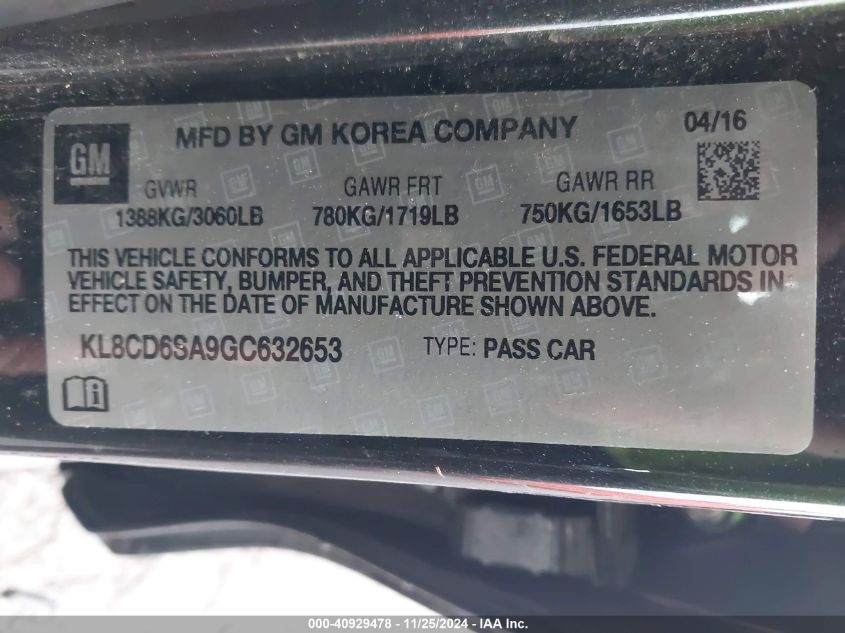 GM
MFD BY GM KOREA COMPANY
04/16
GVWR GAWR FRT GAWR RR
1388KG/3060LB 780KG/1719LB 750KG/1653LB
THIS VEHICLE CONFORMS TO ALL APPLICABLE U.S. FEDERAL MOTOR
VEHICLE SAFETY, BUMPER, AND THEFT PREVENTION STANDARDS IN
EFFECT ON THE DATE OF MANUFACTURE SHOWN ABOVE.
KL8CD6SA9GC632653 TYPE: PASS CAR
000-40929478 - 11/25/2024 - IAA Inc.